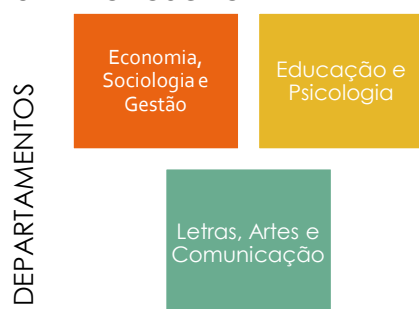 DEPARTAMENTOS
Economia,
Sociologia e
Gestão
Educação e
Psicologia
Letras, Artes e
Comunicação